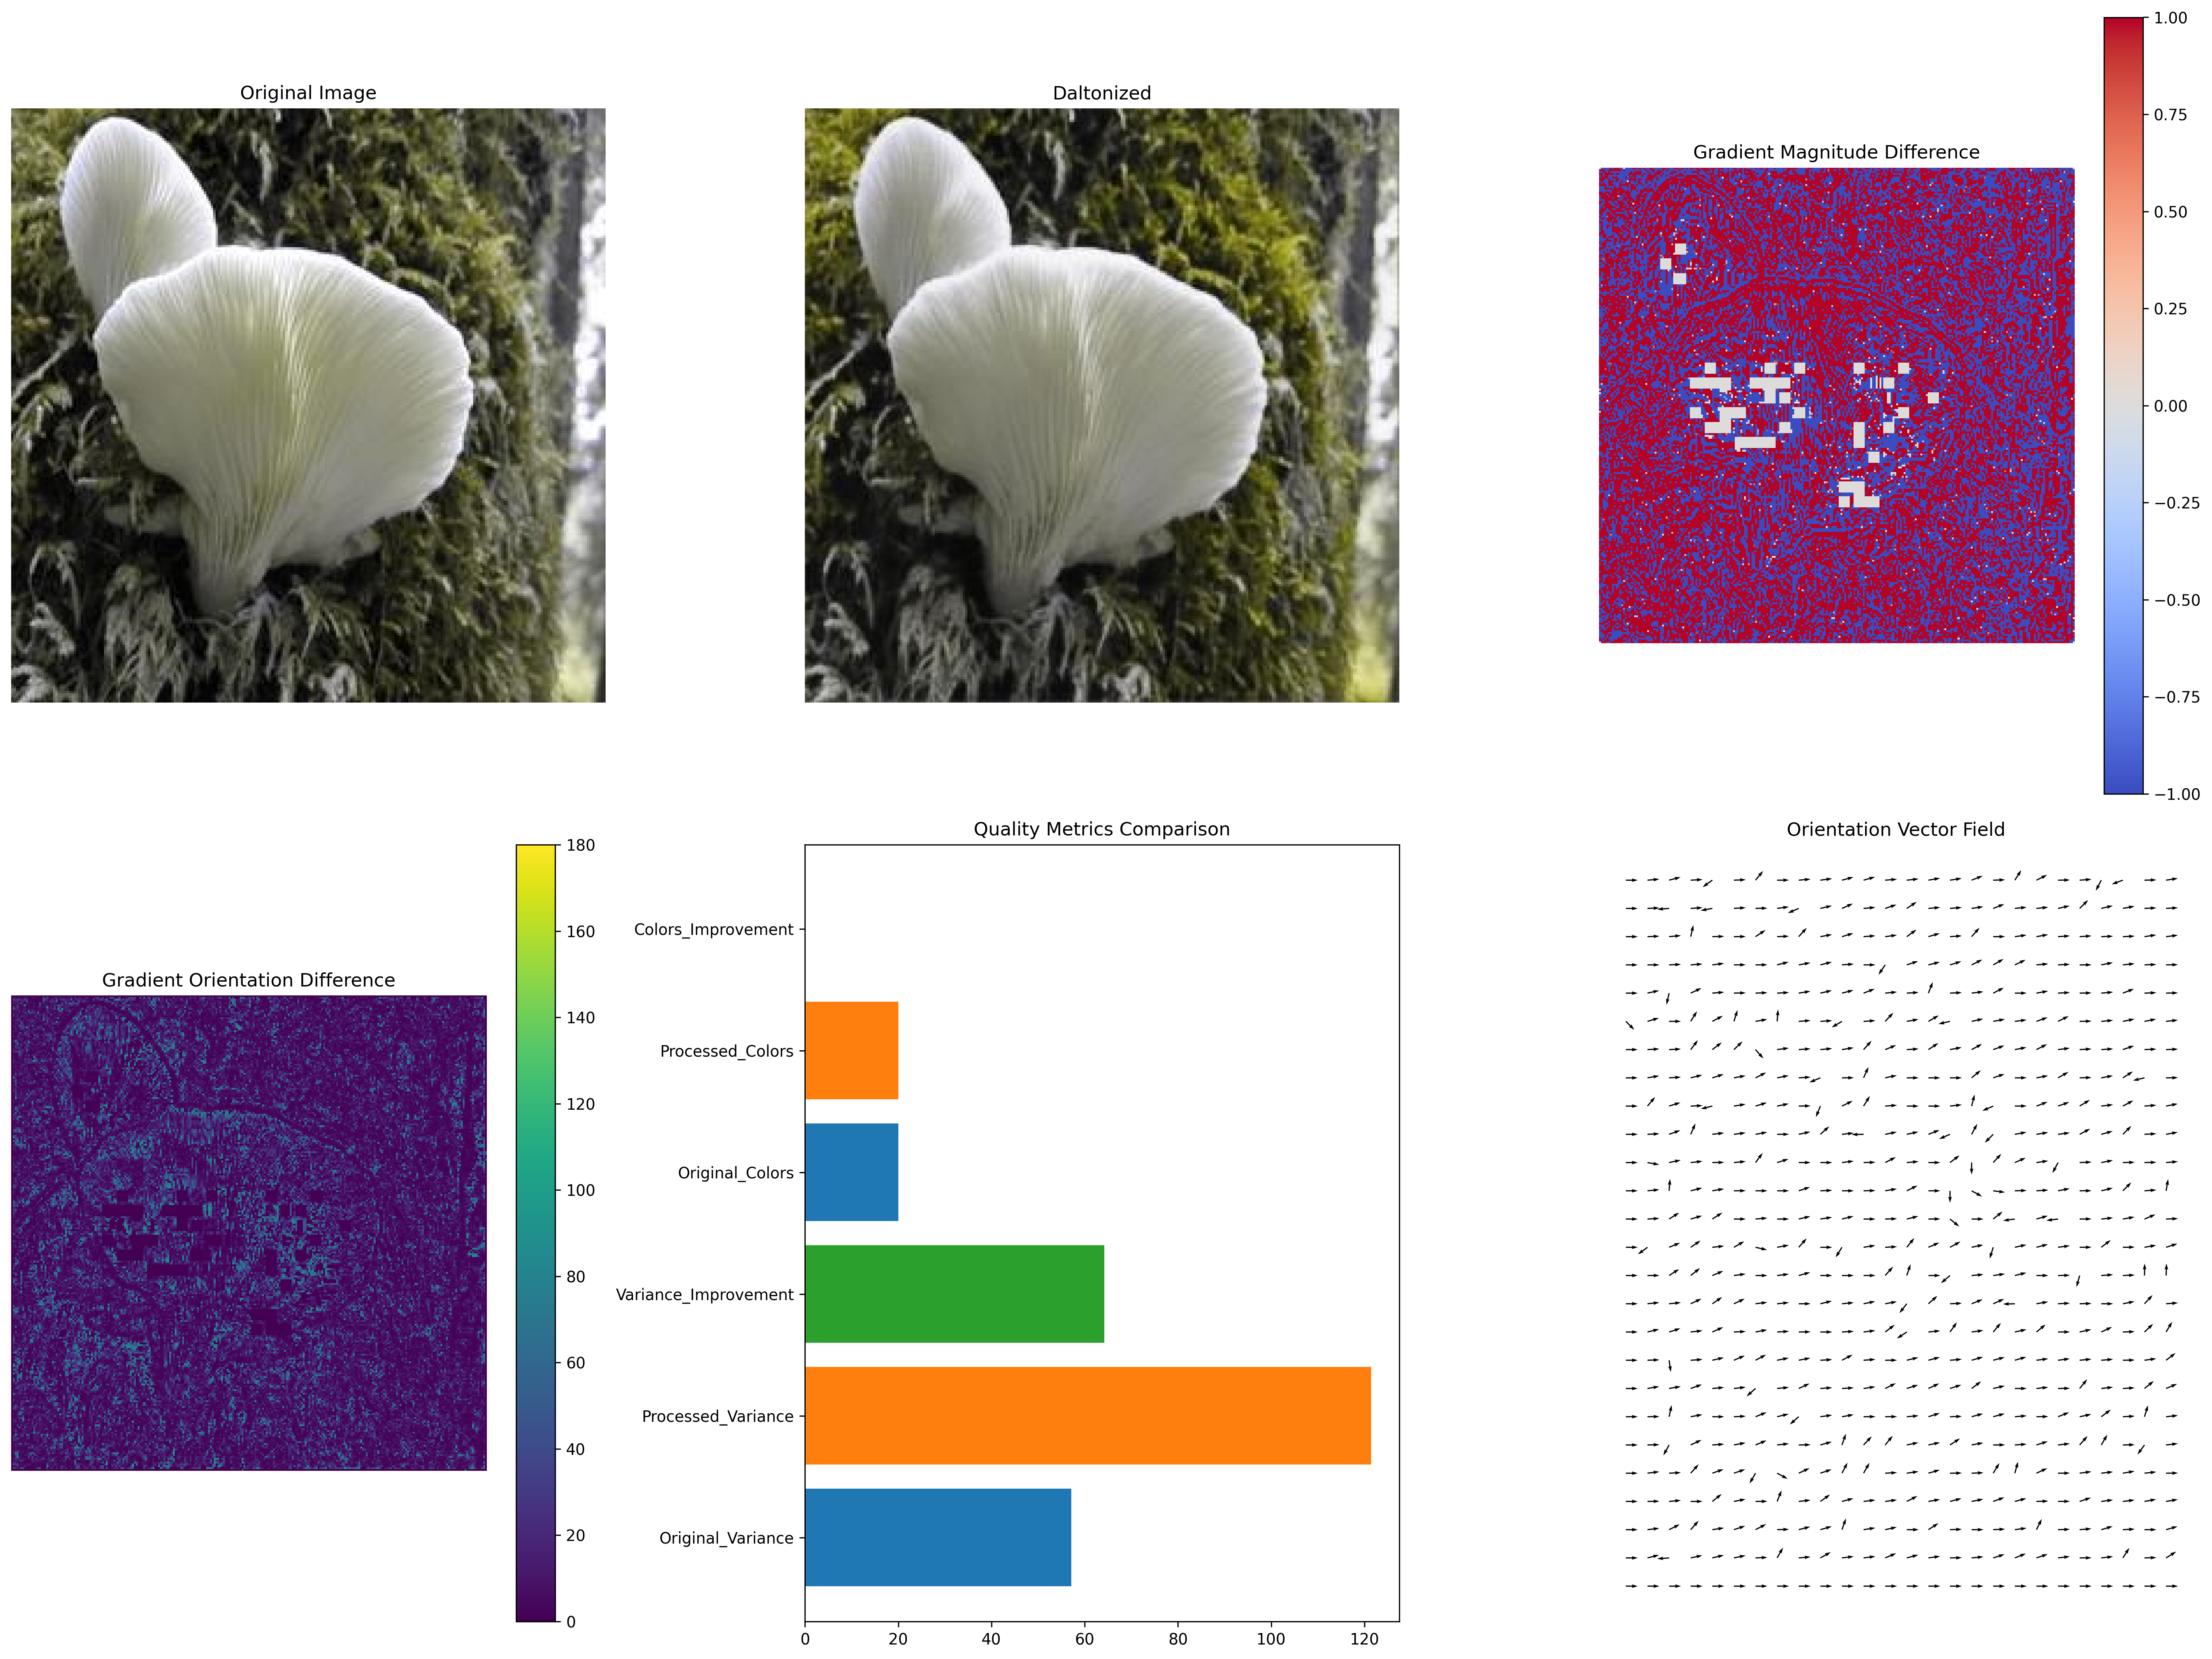 Original Image
Daltonized
Gradient Magnitude Difference
1.00
0.75
0.50
0.25
0.00
−0.25
−0.50
−0.75
−1.00
Gradient Orientation Difference
180
160
140
120
100
80
60
40
20
0
Quality Metrics Comparison
Colors_Improvement
Processed_Colors
Original_Colors
Variance_Improvement
Processed_Variance
Original_Variance
0 20 40 60 80 100 120
Orientation Vector Field